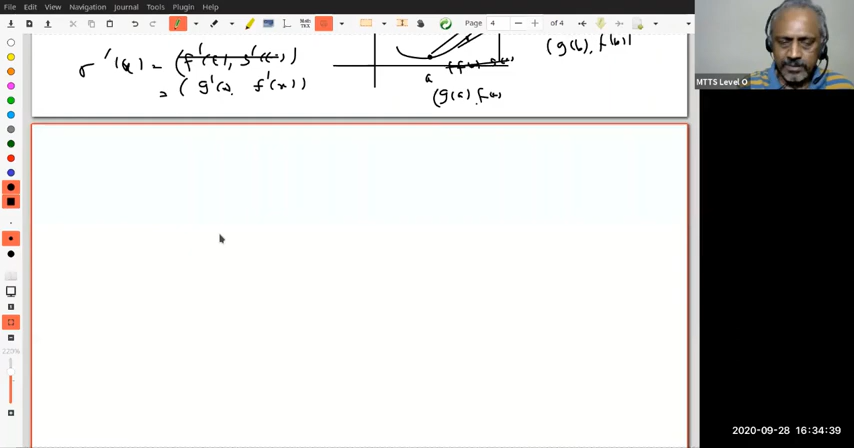 File Edit View Navigation Journal Tools Plugin Help
Page 4 of 4
(g(b), f(b))
σ'(x) = (f'(x), g'(x))
= (g'(x), f'(x))
a
(g(a), f(a))
220%
MTTS Level O
2020-09-28 16:34:39